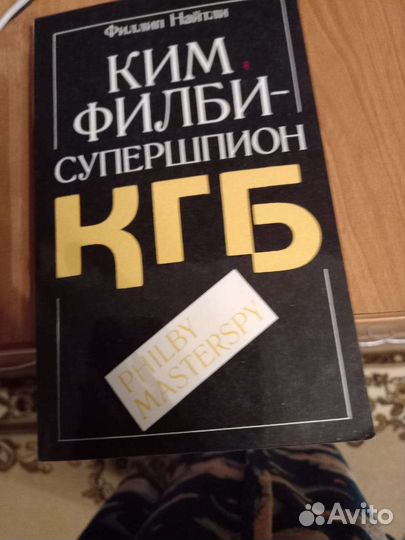 Филлип Найтли
КИМ
ФИЛБИ-
СУПЕРШПИОН
КГБ
PHILBY
MASTERSPY
Avito